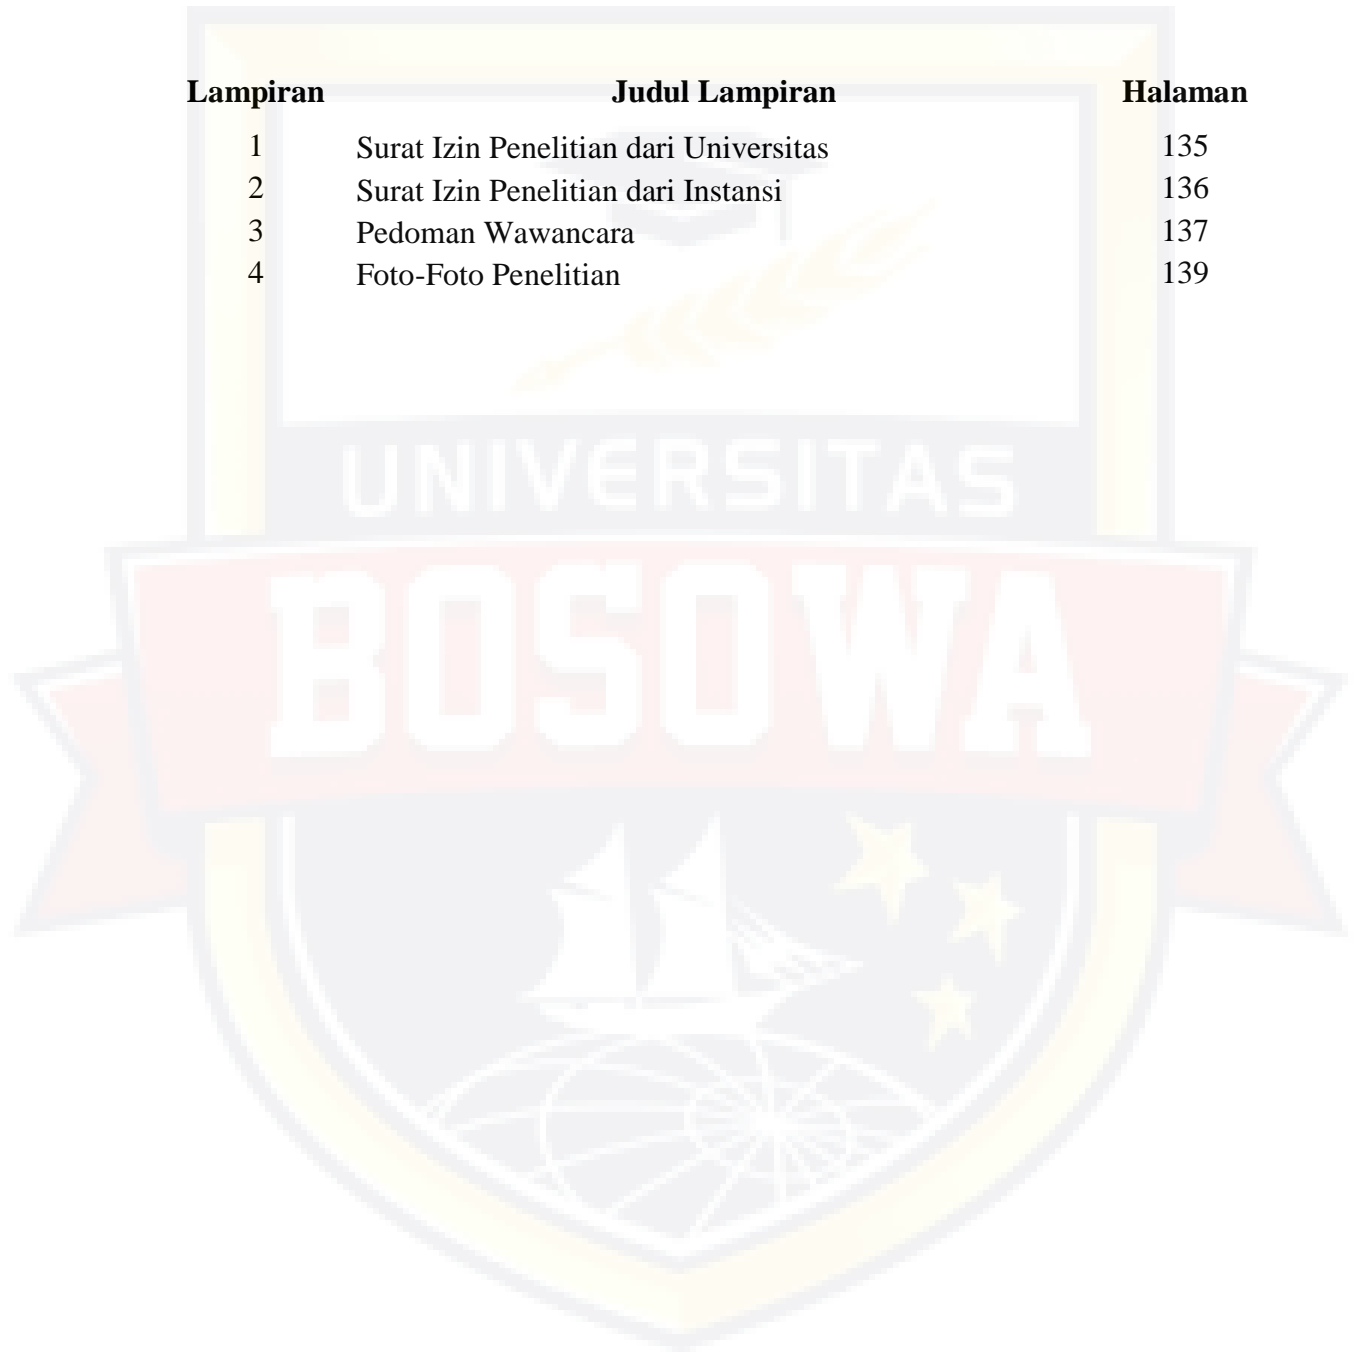 Lampiran Judul Lampiran Halaman
1 Surat Izin Penelitian dari Universitas 135
2 Surat Izin Penelitian dari Instansi 136
3 Pedoman Wawancara 137
4 Foto-Foto Penelitian 139
UNIVERSITAS
BOSOWA